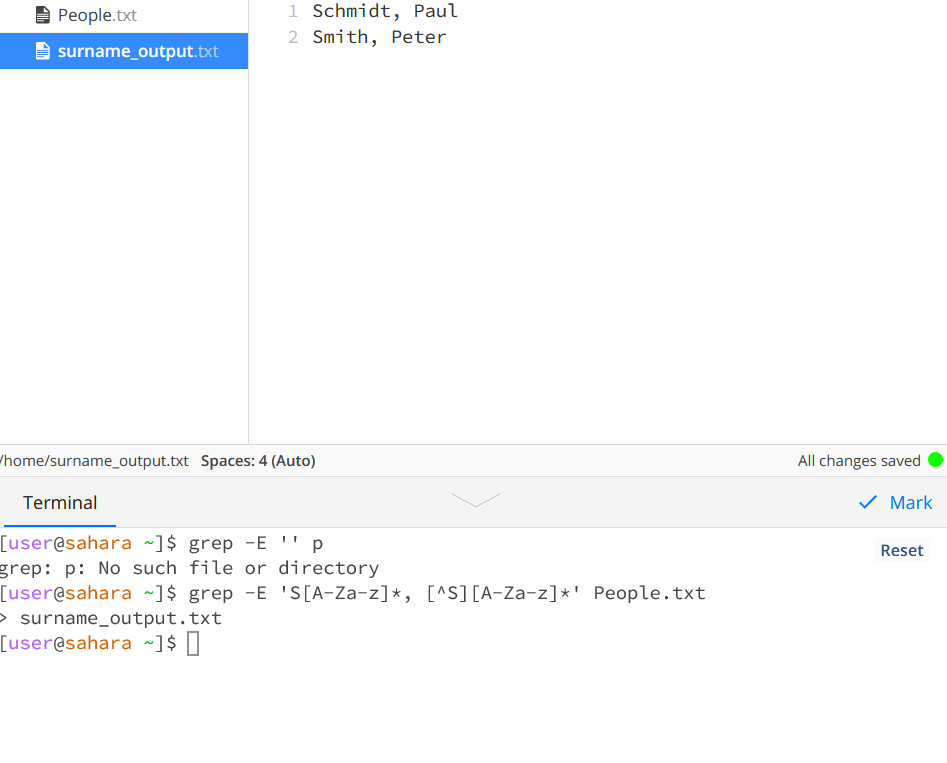 People.txt
surname_output.txt
1 Schmidt, Paul
2 Smith, Peter
/home/surname_output.txt Spaces: 4 (Auto) All changes saved
Terminal Mark
Reset
[user@sahara ~]$ grep -E '' p
grep: p: No such file or directory
[user@sahara ~]$ grep -E 'S[A-Za-z]*, [^S][A-Za-z]*' People.txt
> surname_output.txt
[user@sahara ~]$